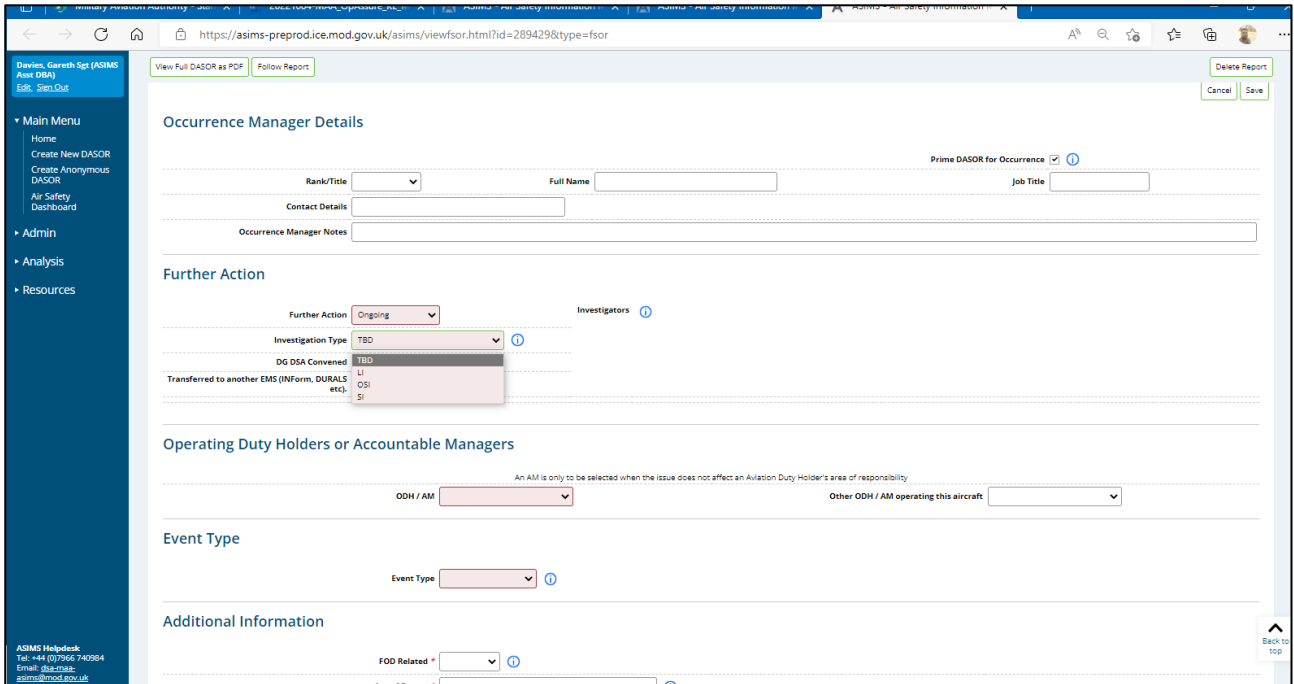 Military Aviation Authority - Sta
ASIMS - Air Safety Information
ASIMS - Air Safety Information
ASIMS - Air Safety Information
https://asims-preprod.ice.mod.gov.uk/asims/viewfsor.html?id=289429&type=fsor
Davies, Gareth Sgt (ASIMS
Asst DBA)
Edit Sign Out
View Full DASOR as PDF
Follow Report
Delete Report
Cancel
Save
Main Menu
Home
Create New DASOR
Create Anonymous
DASOR
Air Safety
Dashboard
Admin
Analysis
Resources
Occurrence Manager Details
Prime DASOR for Occurrence
Rank/Title
Full Name
Job Title
Contact Details
Occurrence Manager Notes
Further Action
Further Action Ongoing
Investigators
Investigation Type TBD
DG DSA Convened
TBD
LI
OSI
SI
Transferred to another EMS (INForm, DURALS
etc).
Operating Duty Holders or Accountable Managers
An AM is only to be selected when the issue does not affect an Aviation Duty Holder's area of responsibility
ODH / AM
Other ODH / AM operating this aircraft
Event Type
Event Type
Additional Information
FOD Related *
Back to
top
ASIMS Helpdesk
Tel: +44 (0)7966 740984
Email: dsa-maa-
asims@mod.gov.uk